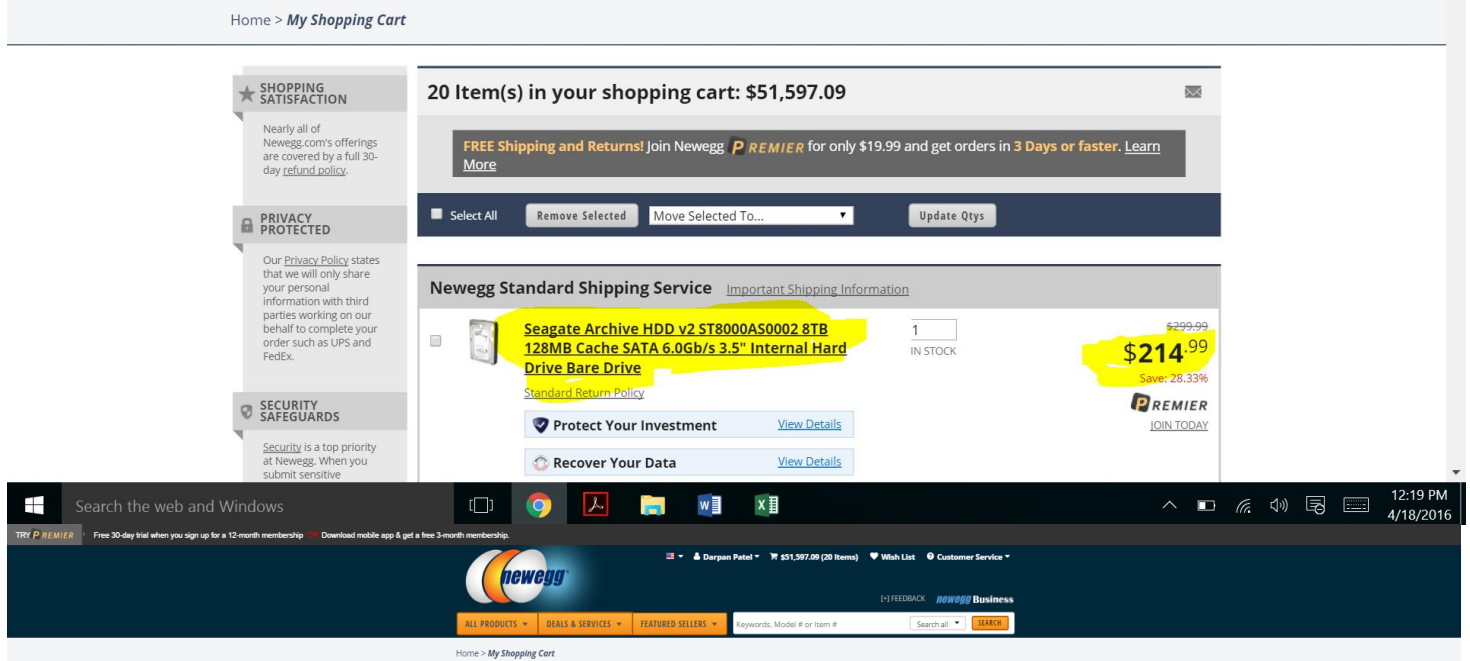 Home > My Shopping Cart
SHOPPING
SATISFACTION
Nearly all of
Newegg.com's offerings
are covered by a full 30-
day refund policy.
PRIVACY
PROTECTED
Our Privacy Policy states
that we will only share
your personal
information with third
parties working on our
behalf to complete your
order such as UPS and
FedEx.
SECURITY
SAFEGUARDS
Security is a top priority
at Newegg. When you
submit sensitive
20 Item(s) in your shopping cart: $51,597.09
FREE Shipping and Returns! Join Newegg PREMIER for only $19.99 and get orders in 3 Days or faster. Learn
More
Select All Remove Selected Move Selected To... Update Qtys
Newegg Standard Shipping Service Important Shipping Information
Seagate Archive HDD v2 ST8000AS0002 8TB
128MB Cache SATA 6.0Gb/s 3.5" Internal Hard
Drive Bare Drive
Standard Return Policy
1
IN STOCK
$299.99
$214.99
Save: 28.33%
PREMIER
JOIN TODAY
Protect Your Investment View Details
Recover Your Data View Details
Search the web and Windows
12:19 PM
4/18/2016
TRY PREMIER Free 30-day trial when you sign up for a 12-month membership OR Download mobile app & get a free 3-month membership.
newegg
Darpan Patel $51,597.09 (20 Items) Wish List Customer Service
[+] FEEDBACK newegg Business
ALL PRODUCTS DEALS & SERVICES FEATURED SELLERS Keywords, Model # or Item # Search all SEARCH
Home > My Shopping Cart